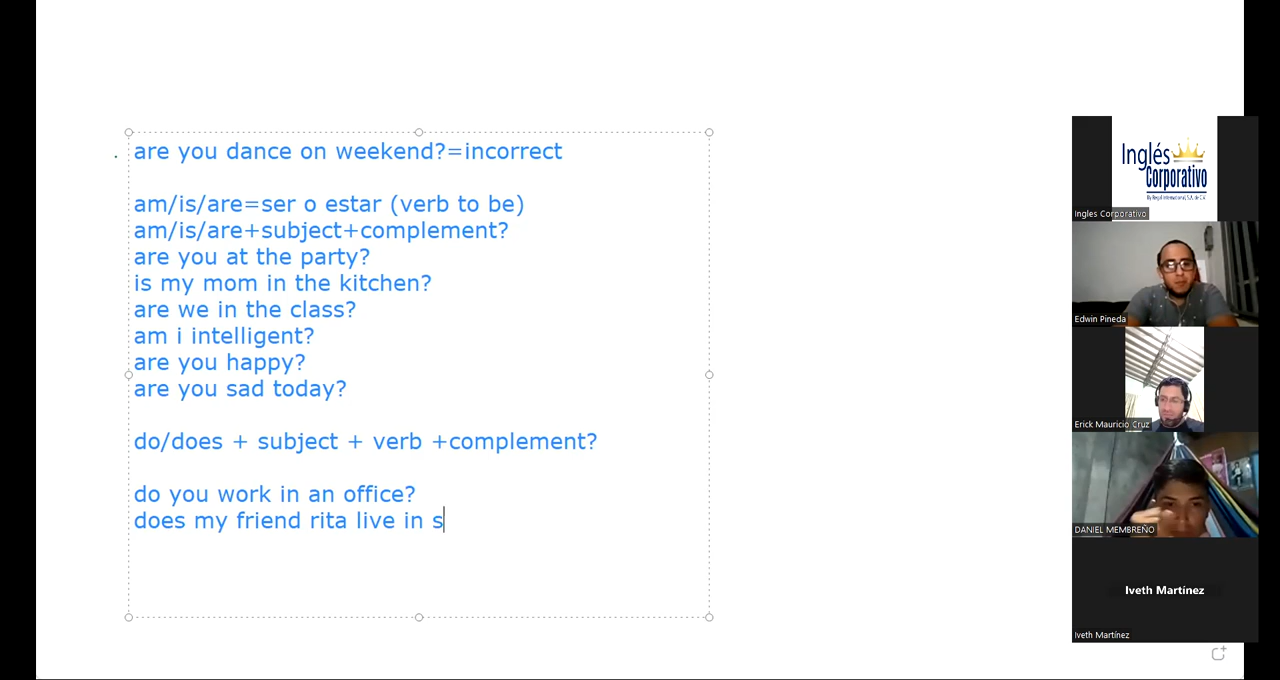 are you dance on weekend?=incorrect
am/is/are=ser o estar (verb to be)
am/is/are+subject+complement?
are you at the party?
is my mom in the kitchen?
are we in the class?
am i intelligent?
are you happy?
are you sad today?
do/does + subject + verb +complement?
do you work in an office?
does my friend rita live in s
Inglés
Corporativo
Ingles Corporativo
Edwin Pineda
Erick Mauricio Cruz
DANIEL MEMBREÑO
Iveth Martínez
Iveth Martínez